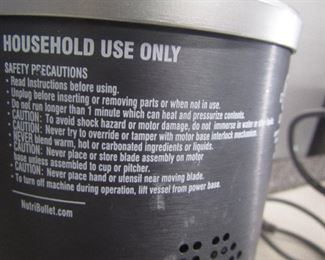 HOUSEHOLD USE ONLY
SAFETY PRECAUTIONS
• Read Instructions before using.
• Unplug before inserting or removing parts or when not in use.
• Do not run longer than 1 minute which can heat and pressurize contents.
• CAUTION: To avoid shock hazard or motor damage, do not immerse in water or other liquids.
• CAUTION: Never try to override or tamper with motor base interlock mechanism.
• NEVER blend warm, hot or carbonated ingredients or liquids.
• CAUTION: Never place or store blade assembly on motor
base unless assembled to cup or pitcher.
• CAUTION: Never place hand or utensil near moving blade.
• To turn off machine during operation, lift vessel from power base.
NutriBullet.com